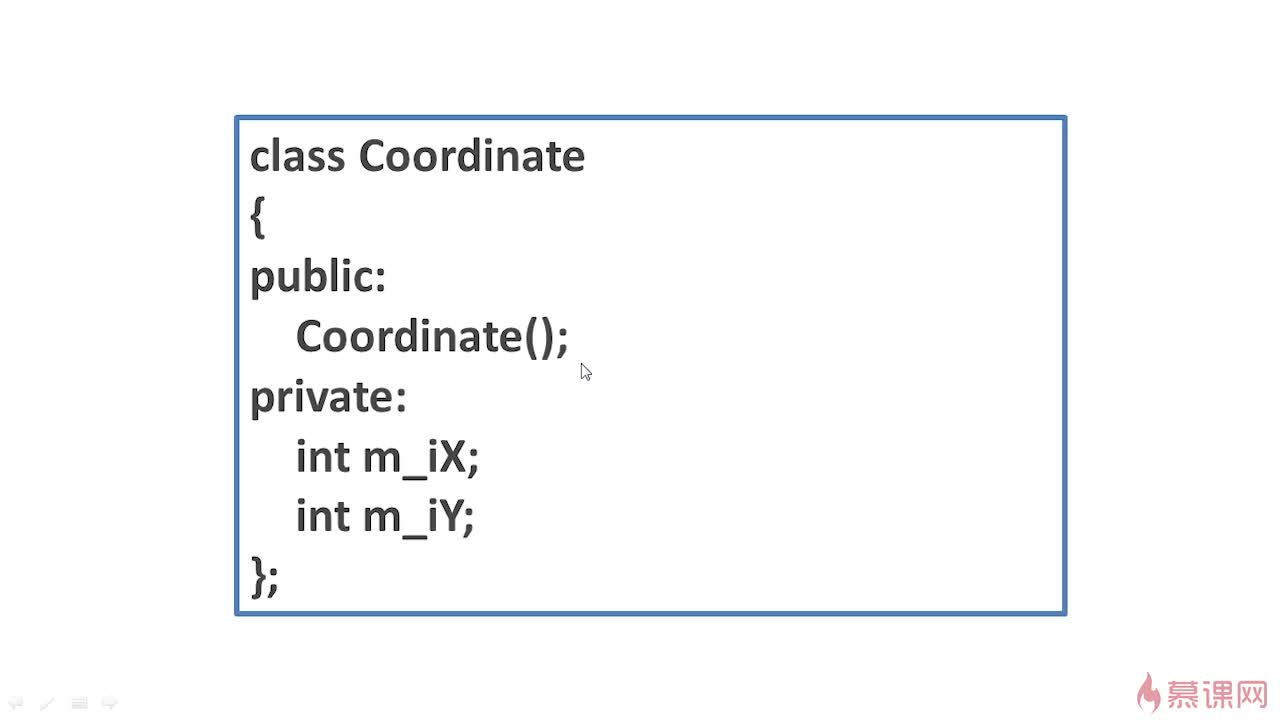 class Coordinate
{
public:
Coordinate();
private:
int m_iX;
int m_iY;
};
慕课网